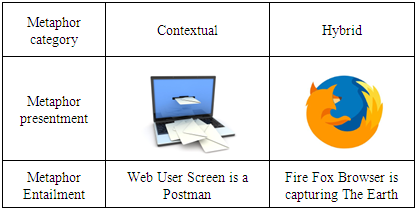 Metaphor
category
Contextual
Hybrid
Metaphor
presentment
Metaphor
Entailment
Web User Screen is a
Postman
Fire Fox Browser is
capturing The Earth